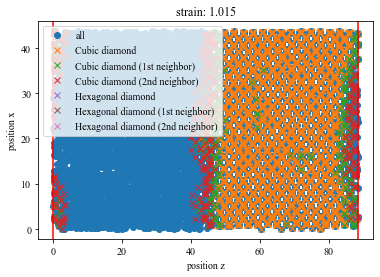 strain: 1.015
all
Cubic diamond
Cubic diamond (1st neighbor)
Cubic diamond (2nd neighbor)
Hexagonal diamond
Hexagonal diamond (1st neighbor)
Hexagonal diamond (2nd neighbor)
40
30
20
10
0
position x
0 20 40 60 80
position z